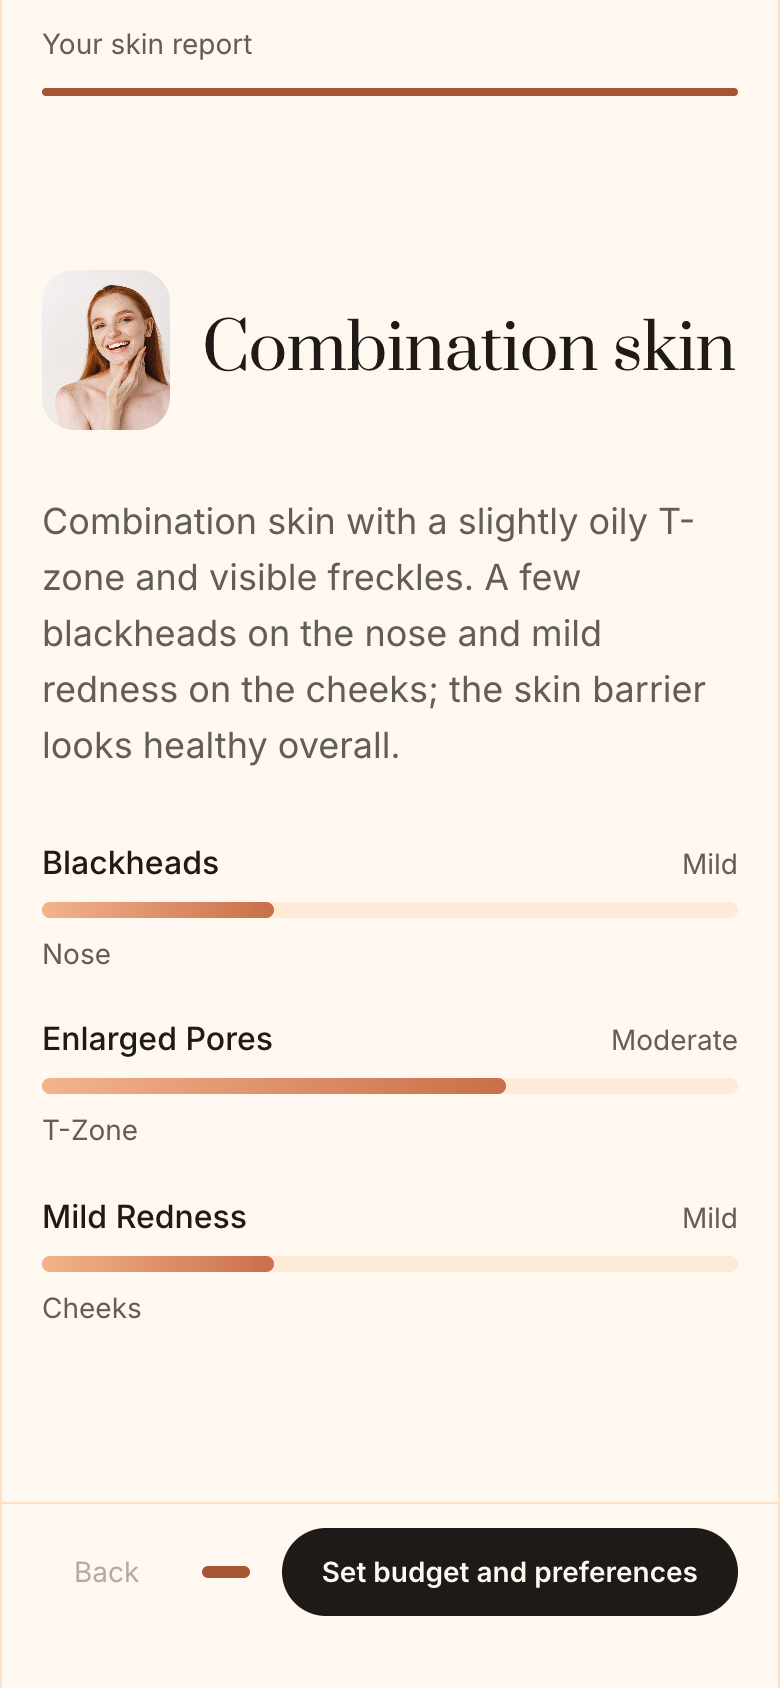 Your skin report
Combination skin
Combination skin with a slightly oily T-
zone and visible freckles. A few
blackheads on the nose and mild
redness on the cheeks; the skin barrier
looks healthy overall.
Blackheads
Mild
Nose
Enlarged Pores
Moderate
T-Zone
Mild Redness
Mild
Cheeks
Back
Set budget and preferences